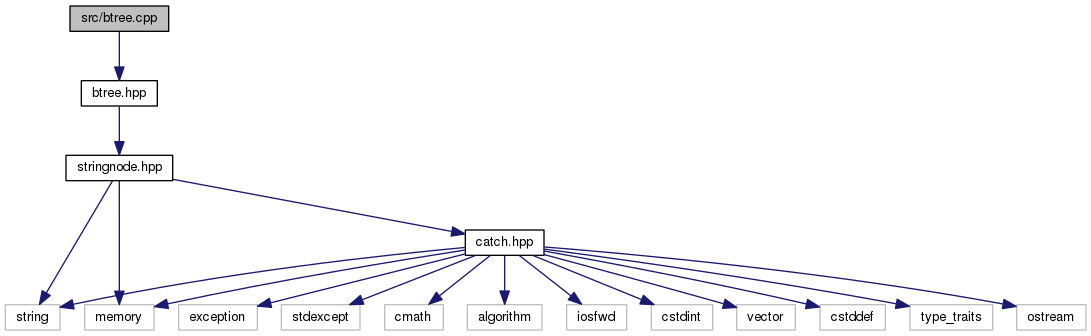 src/btree.cpp
btree.hpp
stringnode.hpp
catch.hpp
string
memory
exception
stdexcept
cmath
algorithm
iosfwd
cstdint
vector
cstddef
type_traits
ostream